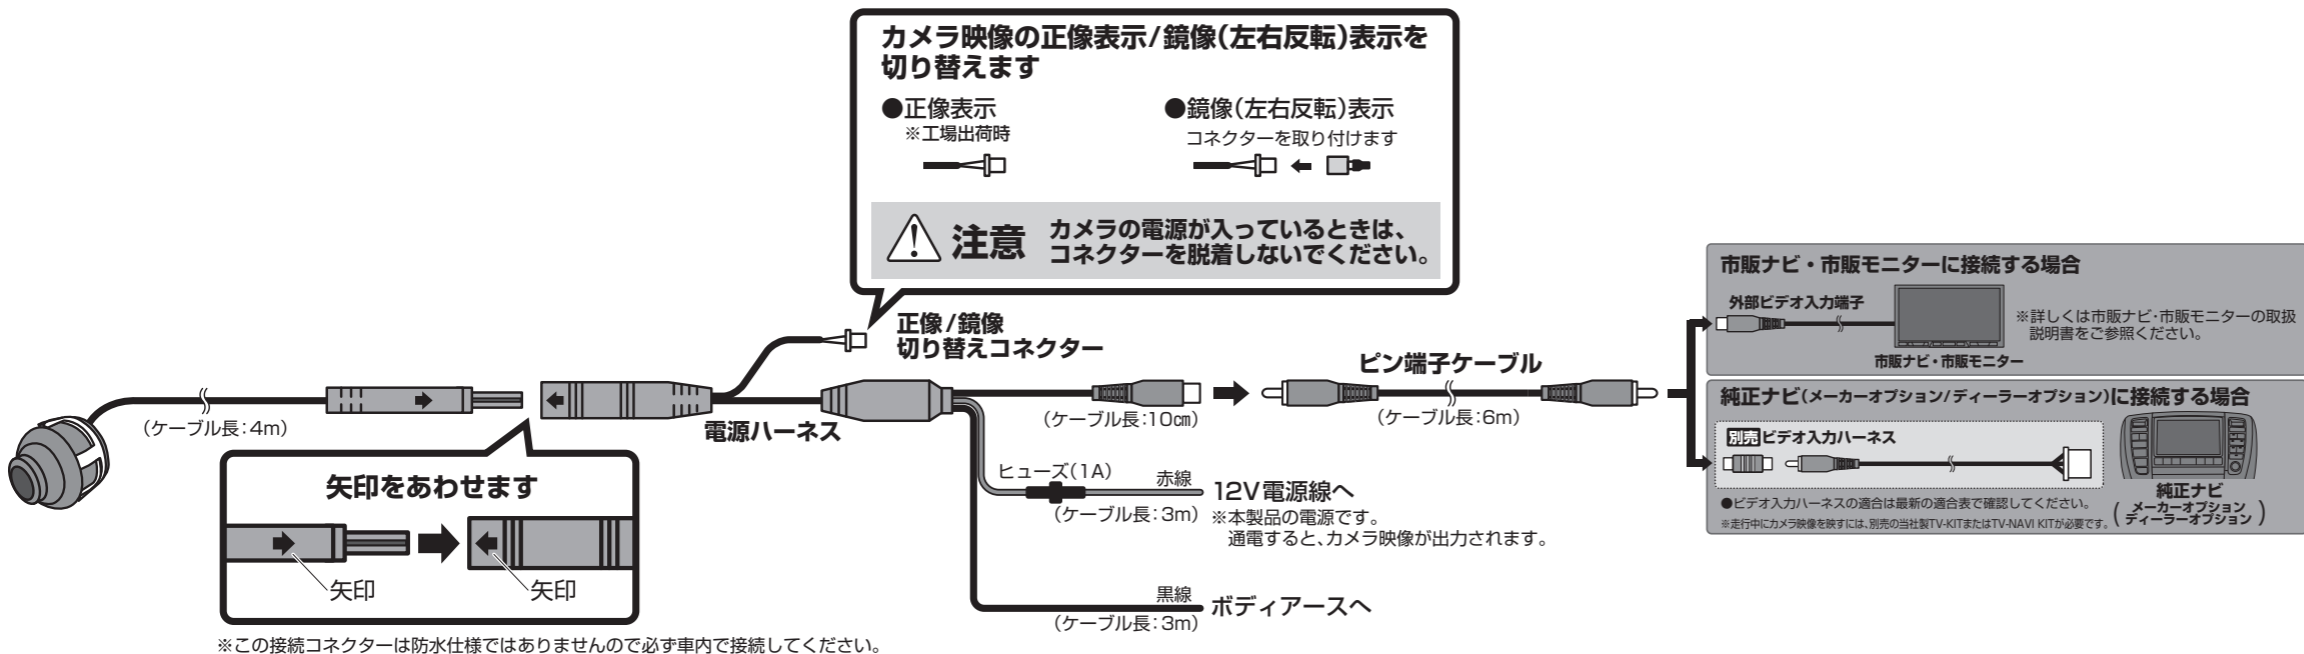 カメラ映像の正像表示/鏡像(左右反転)表示を
切り替えます
●正像表示
※工場出荷時
●鏡像(左右反転)表示
コネクターを取り付けます
注意
カメラの電源が入っているときは、
コネクターを脱着しないでください。
正像/鏡像
切り替えコネクター
(ケーブル長:4m)
電源ハーネス
(ケーブル長:10㎝)
ピン端子ケーブル
(ケーブル長:6m)
矢印をあわせます
矢印
矢印
※この接続コネクターは防水仕様ではありませんので必ず車内で接続してください。
ヒューズ(1A)
赤線
(ケーブル長:3m)
12V電源線へ
※本製品の電源です。
通電すると、カメラ映像が出力されます。
黒線
(ケーブル長:3m)
ボディアースへ
市販ナビ・市販モニターに接続する場合
外部ビデオ入力端子
※詳しくは市販ナビ・市販モニターの取扱
説明書をご参照ください。
市販ナビ・市販モニター
純正ナビ(メーカーオプション/ディーラーオプション)に接続する場合
別売ビデオ入力ハーネス
●ビデオ入力ハーネスの適合は最新の適合表で確認してください。
※走行中にカメラ映像を映すには、別売の当社製TV-KITまたはTV-NAVI KITが必要です。
純正ナビ
(メーカーオプション
ディーラーオプション)